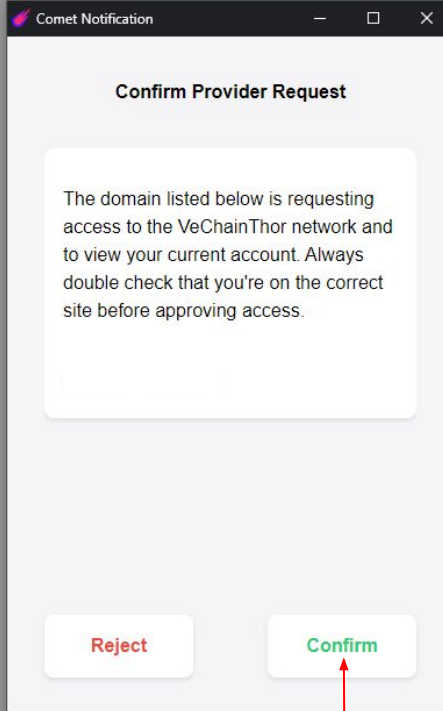 Comet Notification
Confirm Provider Request
The domain listed below is requesting
access to the VeChainThor network and
to view your current account. Always
double check that you're on the correct
site before approving access.
Reject
Confirm